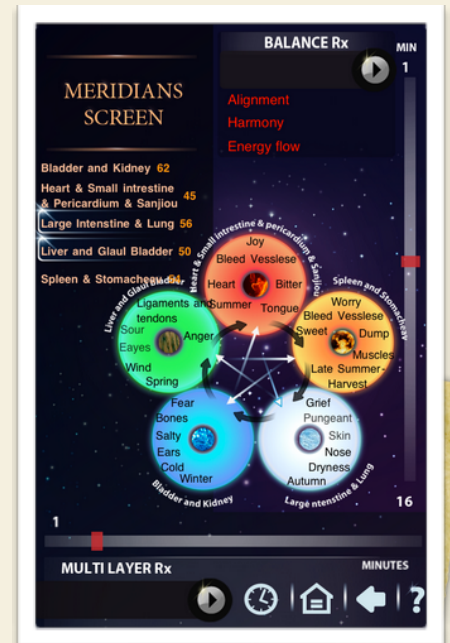 BALANCE Rx
MIN
1
MERIDIANS
SCREEN
Alignment
Harmony
Energy flow
Bladder and Kidney 62
Heart & Small intrestine
& Pericardium & Sanjiou 45
Large Intenstine & Lung 56
Liver and Glaul Bladder 50
Spleen & Stomacheav
Heart & Small intrestine & pericardium & Sanjion
Joy
Bleed Vesslese
Heart
Bitter
Summer
Tongue
Spleen and Stomacheav
Worry
Bleed Vesslese
Sweet
Dump
Muscles
Late Summer-
Harvest
Liver and Glaul Bladder
Ligaments and
tendons
Sour
Anger
Eayes
Wind
Spring
Fear
Bones
Salty
Ears
Cold
Winter
Bladder and Kidney
Grief
Pungeant
Skin
Nose
Dryness
Autumn
Large ntenstine & Lung
16
1
MULTI LAYER Rx
MINUTES
?